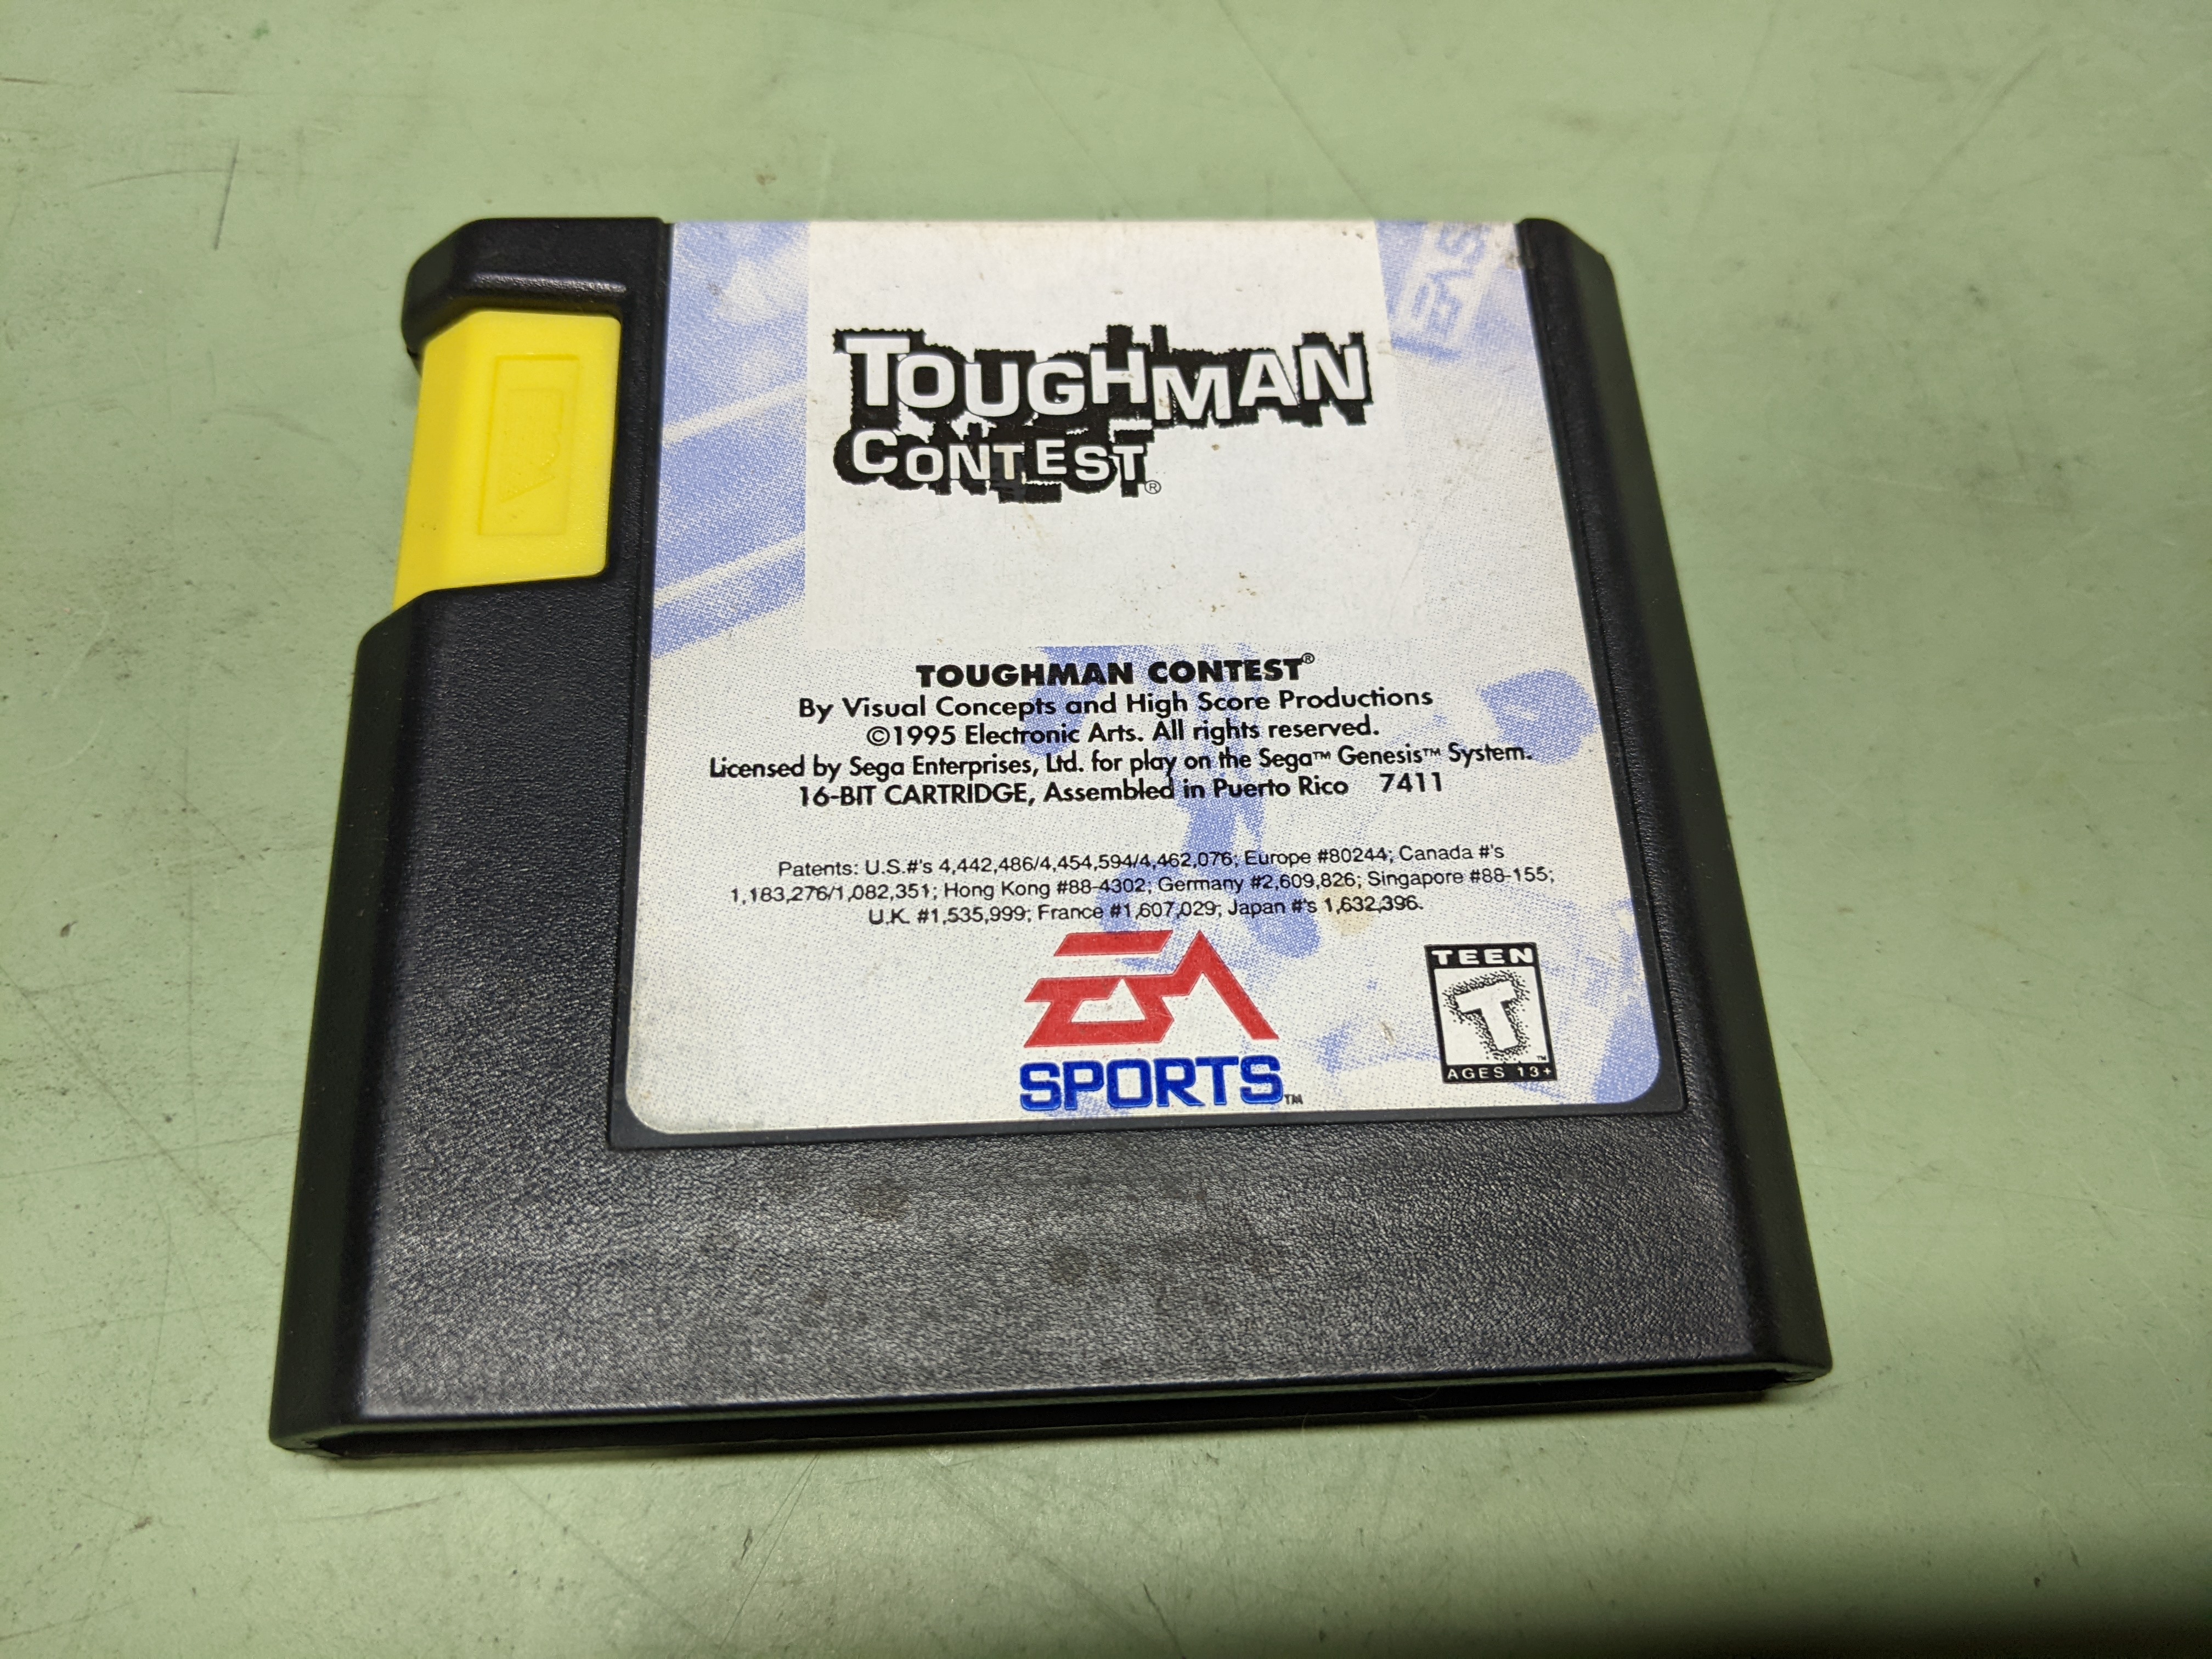 EAS
TOUGHMAN
CONTEST®
TOUGHMAN CONTEST®
By Visual Concepts and High Score Productions
©1995 Electronic Arts. All rights reserved.
Licensed by Sega Enterprises, Ltd. for play on the Sega™ Genesis™ System.
16-BIT CARTRIDGE, Assembled in Puerto Rico 7411
Patents: U.S.#'s 4,442,486/4,454,594/4,462,076; Europe #80244; Canada #'s
1,183,276/1,082,351; Hong Kong #88-4302; Germany #2,609,826; Singapore #88-155;
U.K. #1,535,999; France #1,607,029; Japan #'s 1,632,396.
EA
SPORTS™
TEEN
T™
AGES 13+